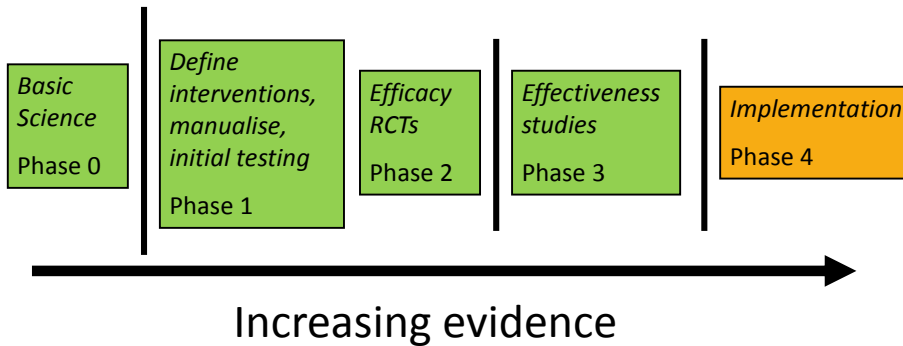 Basic
Science
Phase 0
Define
interventions,
manualise,
initial testing
Phase 1
Efficacy
RCTs
Phase 2
Effectiveness
studies
Phase 3
Implementation
Phase 4
Increasing evidence